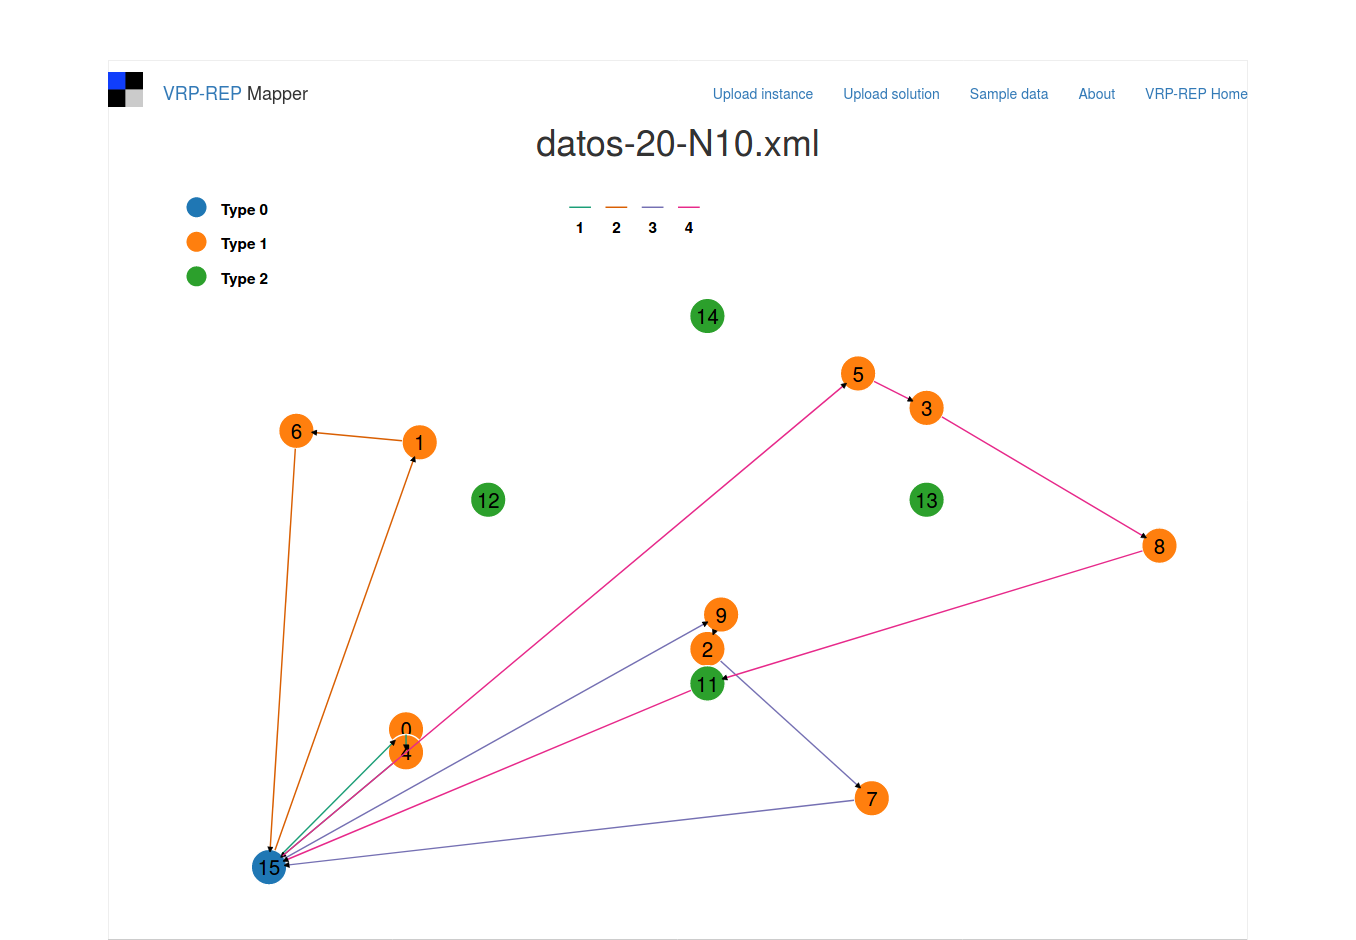 VRP-REP Mapper Upload instance Upload solution Sample data About VRP-REP Home
datos-20-N10.xml
Type 0
Type 1
Type 2
1 2 3 4
14
5
3
6
1
12
13
8
9
2
11
0
4
7
15